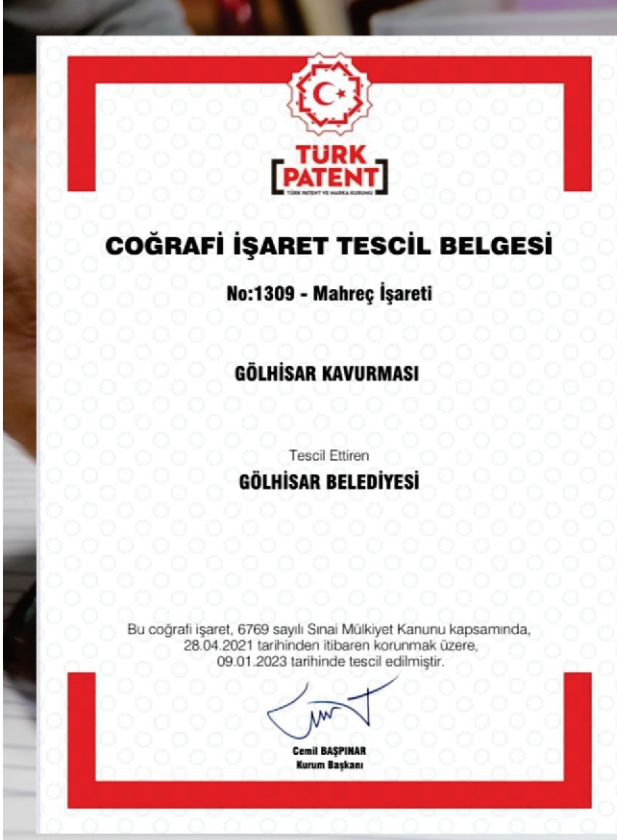 TÜRK
PATENT
TÜRK PATENT VE MARKA KURUMU
COĞRAFİ İŞARET TESCİL BELGESİ
No:1309 - Mahreç İşareti
GÖLHİSAR KAVURMASI
Tescil Ettiren
GÖLHİSAR BELEDİYESİ
Bu coğrafi işaret, 6769 sayılı Sınai Mülkiyet Kanunu kapsamında,
28.04.2021 tarihinden itibaren korunmak üzere,
09.01.2023 tarihinde tescil edilmiştir.
Cemil BAŞPINAR
Kurum Başkanı